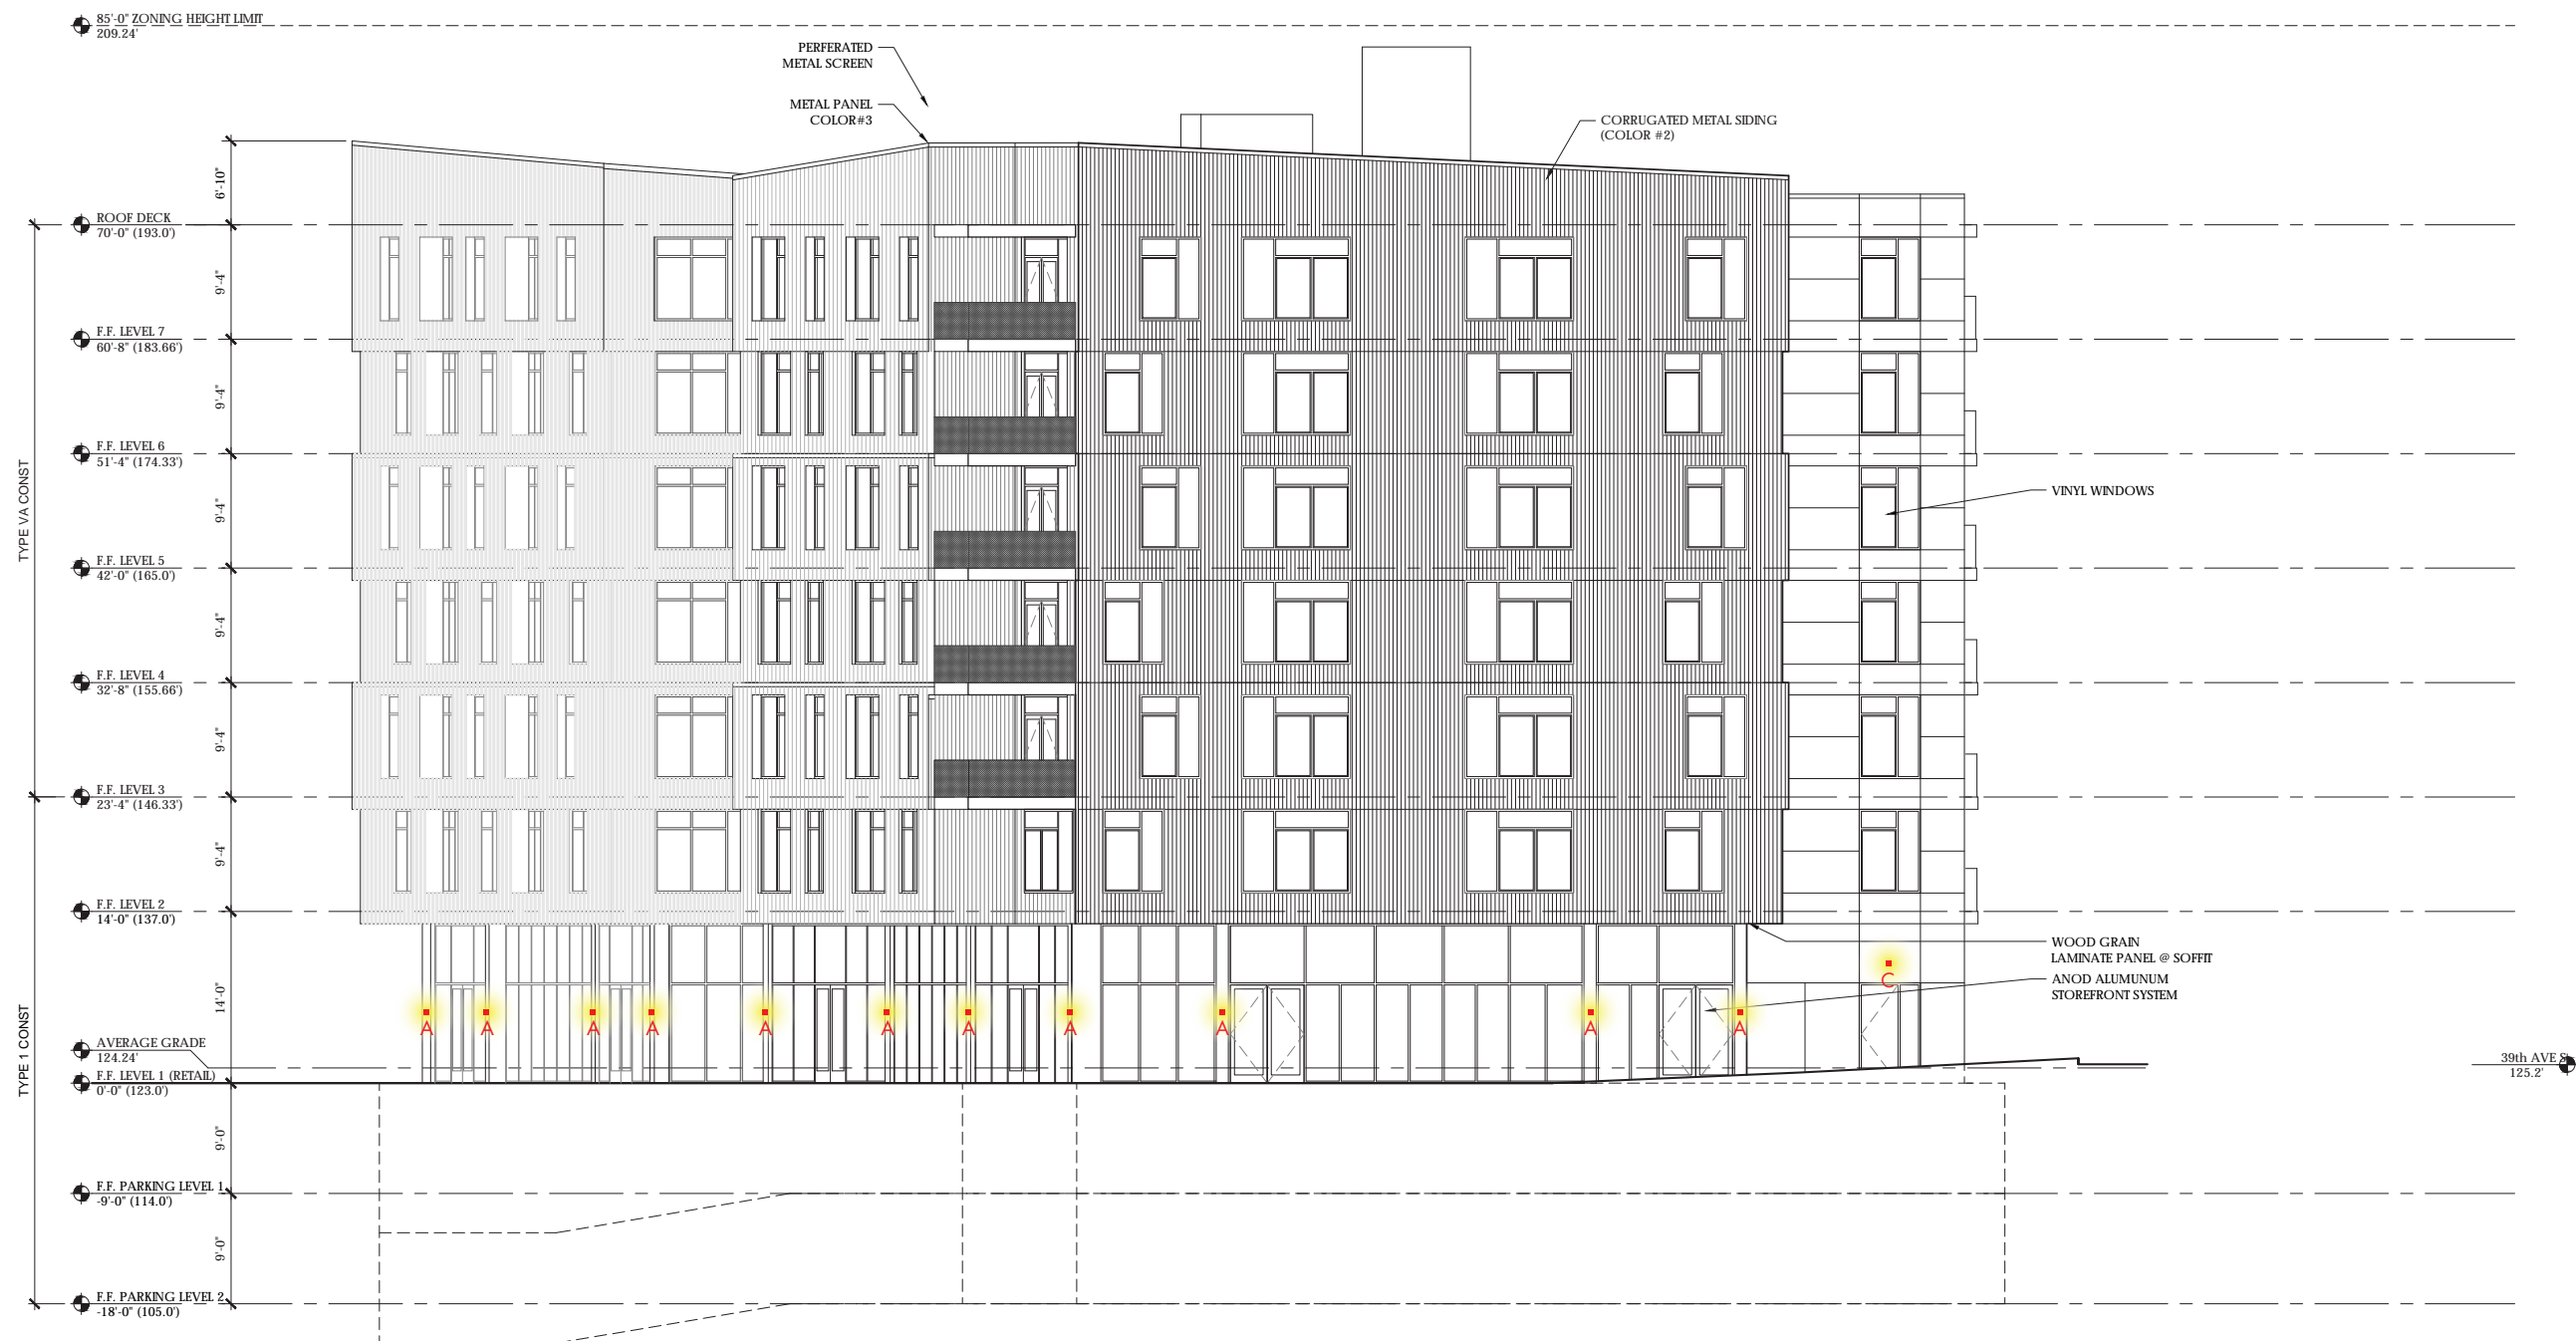 85'-0" ZONING HEIGHT LIMIT
209.24'
PERFERATED
METAL SCREEN
METAL PANEL
COLOR#3
CORRUGATED METAL SIDING
(COLOR #2)
6'-10"
ROOF DECK
70'-0" (193.0')
9'-4"
F.F. LEVEL 7
60'-8" (183.66')
9'-4"
F.F. LEVEL 6
51'-4" (174.33')
TYPE VA CONST
9'-4"
VINYL WINDOWS
F.F. LEVEL 5
42'-0" (165.0')
9'-4"
F.F. LEVEL 4
32'-8" (155.66')
9'-4"
F.F. LEVEL 3
23'-4" (146.33')
9'-4"
F.F. LEVEL 2
14'-0" (137.0')
WOOD GRAIN
LAMINATE PANEL @ SOFFIT
ANOD ALUMUNUM
STOREFRONT SYSTEM
C
14'-0"
A A A A A A A A A A A
TYPE 1 CONST
AVERAGE GRADE
124.24'
39th AVE S
125.2'
F.F. LEVEL 1 (RETAIL)
0'-0" (123.0')
9'-0"
F.F. PARKING LEVEL 1
-9'-0" (114.0')
9'-0"
F.F. PARKING LEVEL 2
-18'-0" (105.0')